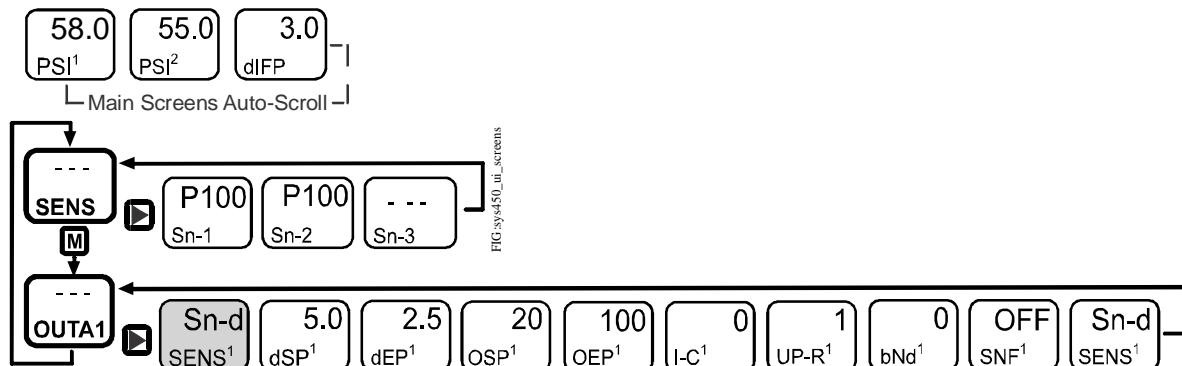 58.0 55.0 3.0
PSI¹ PSI² dIFP
Main Screens Auto-Scroll
- - -
SENS
P100 P100 - - -
Sn-1 Sn-2 Sn-3
FIG:sys450_ui_screens
M
- - -
OUTA1
Sn-d 5.0 2.5 20 100 0 1 0 OFF Sn-d
SENS¹ dSP¹ dEP¹ OSP¹ OEP¹ I-C¹ UP-R¹ bNd¹ SNF¹ SENS¹